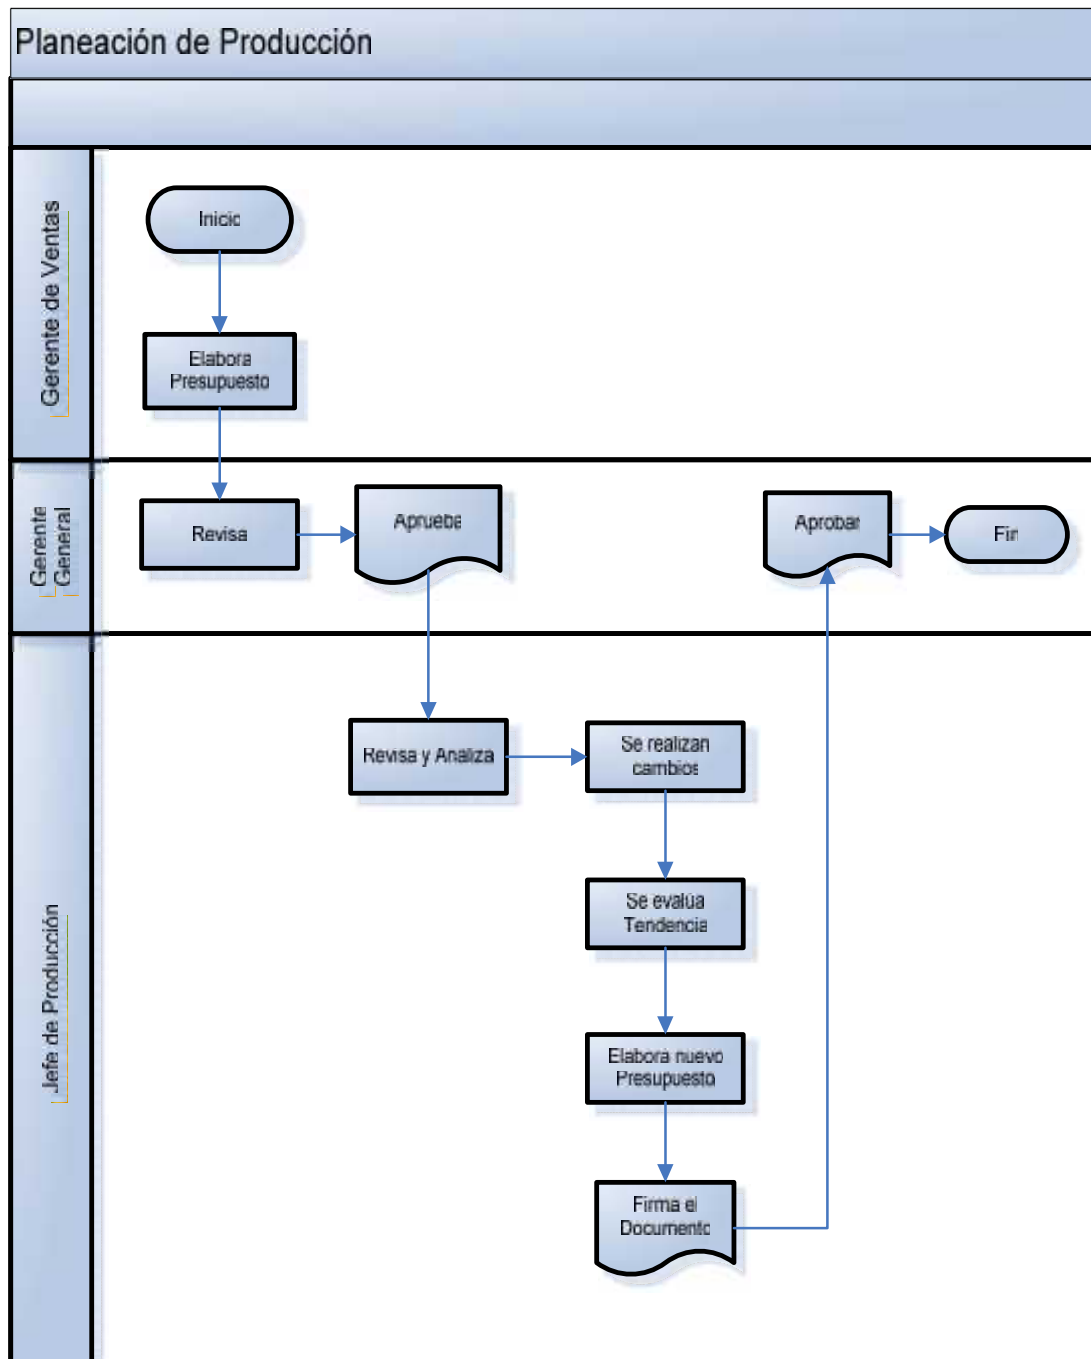 Planeación de Producción
Gerente de Ventas
Inicio
Elabora
Presupuesto
Gerente
General
Revisa
Aprueba
Aprobar
Fin
Jefe de Producción
Revisa y Analiza
Se realizan
cambios
Se evalúa
Tendencia
Elabora nuevo
Presupuesto
Firma el
Documento